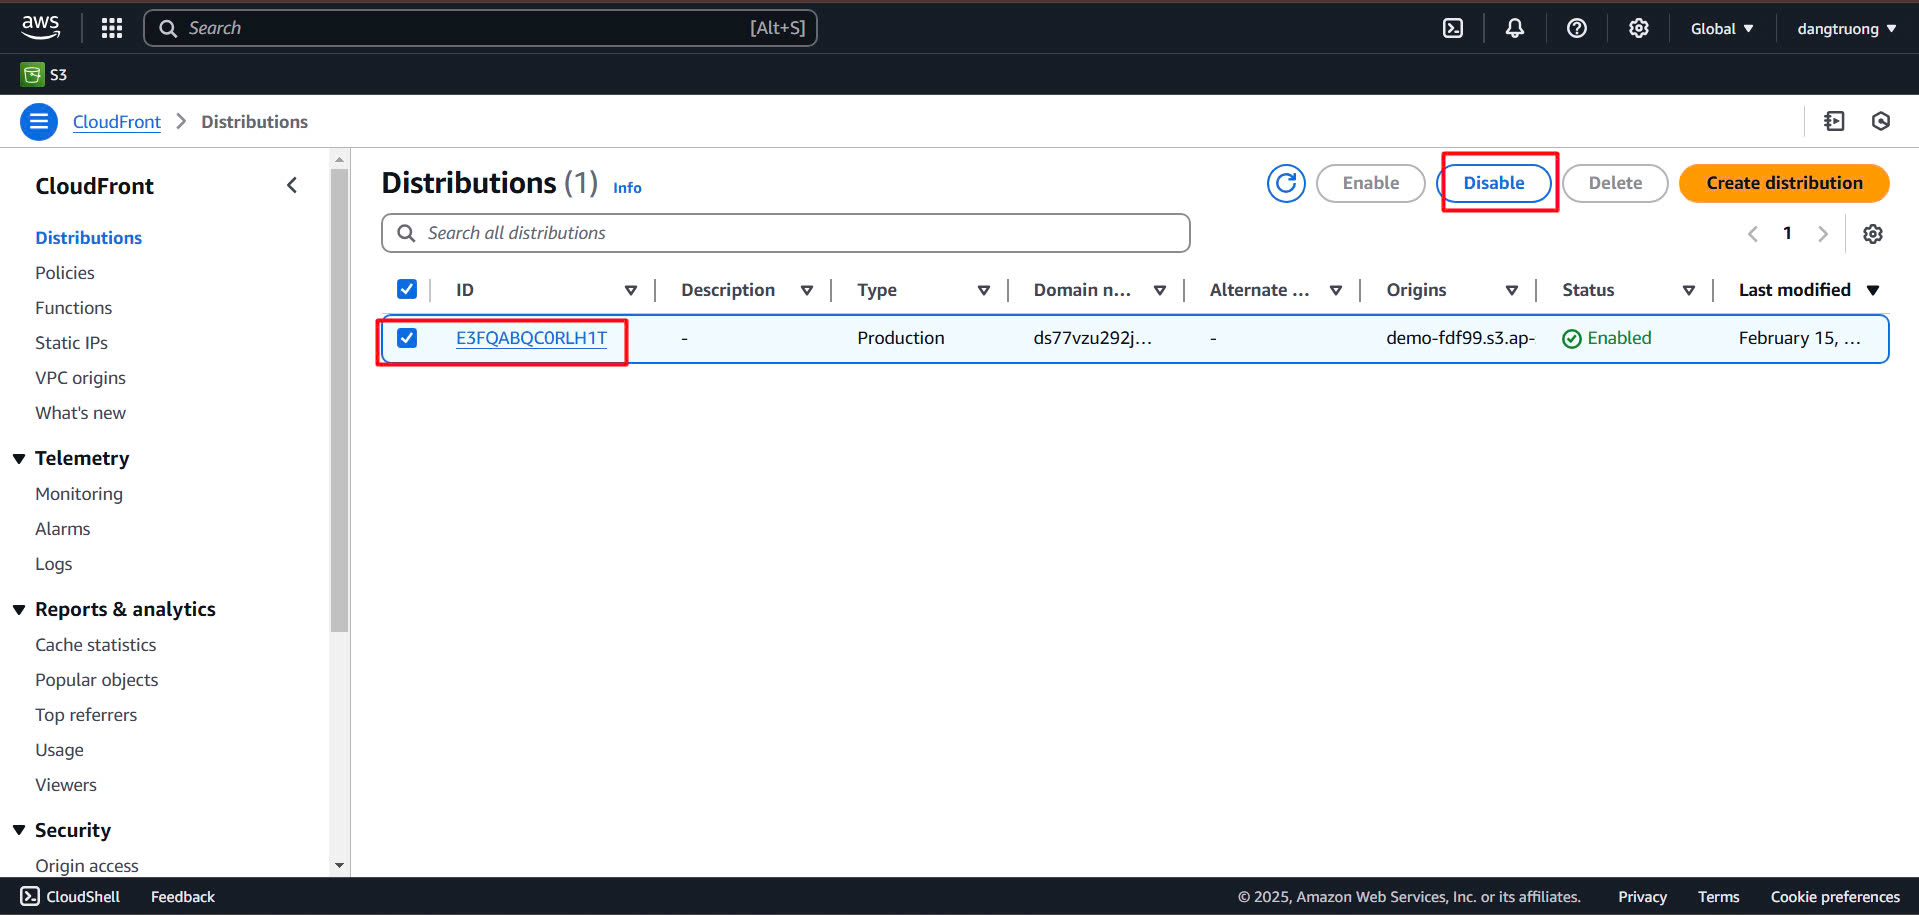 aws
Search [Alt+S] Global dangtruong
S3
CloudFront Distributions
CloudFront
Distributions
Policies
Functions
Static IPs
VPC origins
What's new
Telemetry
Monitoring
Alarms
Logs
Reports & analytics
Cache statistics
Popular objects
Top referrers
Usage
Viewers
Security
Origin access
Distributions (1) Info Enable Disable Delete Create distribution
Search all distributions 1
ID Description Type Domain n... Alternate ... Origins Status Last modified
E3FQABQC0RLH1T - Production ds77vzu292j... - demo-fdf99.s3.ap- Enabled February 15, ...
CloudShell Feedback © 2025, Amazon Web Services, Inc. or its affiliates. Privacy Terms Cookie preferences